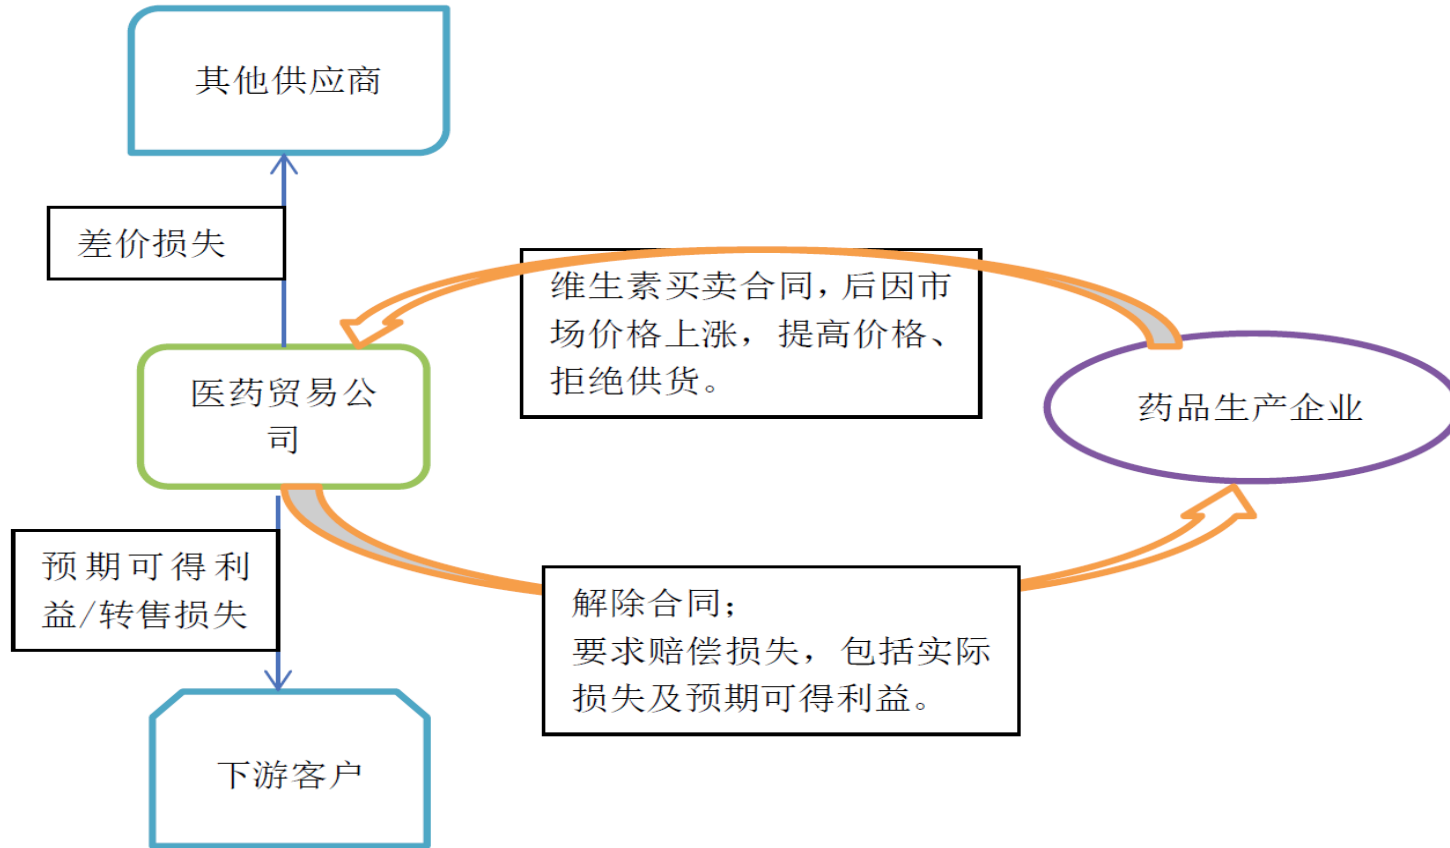 其他供应商
差价损失
维生素买卖合同，后因市
场价格上涨，提高价格、
拒绝供货。
医药贸易公
司
药品生产企业
预期可得利
益/转售损失
解除合同；
要求赔偿损失，包括实际
损失及预期可得利益。
下游客户